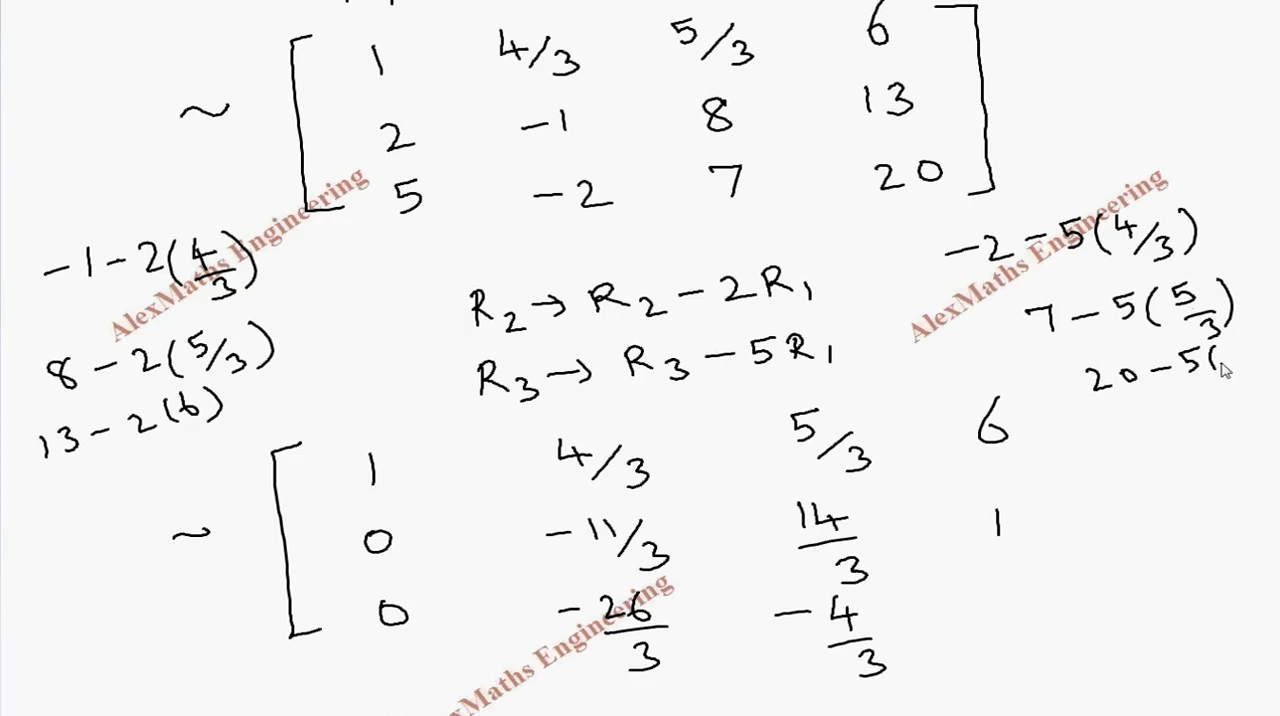 ~ [ 1 4/3 5/3 6
2 -1 8 13
5 -2 7 20 ]
AlexMaths Engineering
-1-2(4/3)
8-2(5/3)
13-2(6)
R2 → R2 - 2R1
R3 → R3 - 5R1
-2-5(4/3)
AlexMaths Engineering
7-5(5/3)
20-5(
~ [ 1 4/3 5/3 6
0 -11/3 14/3 1
0 -26/3 -4/3
AlexMaths Engineering